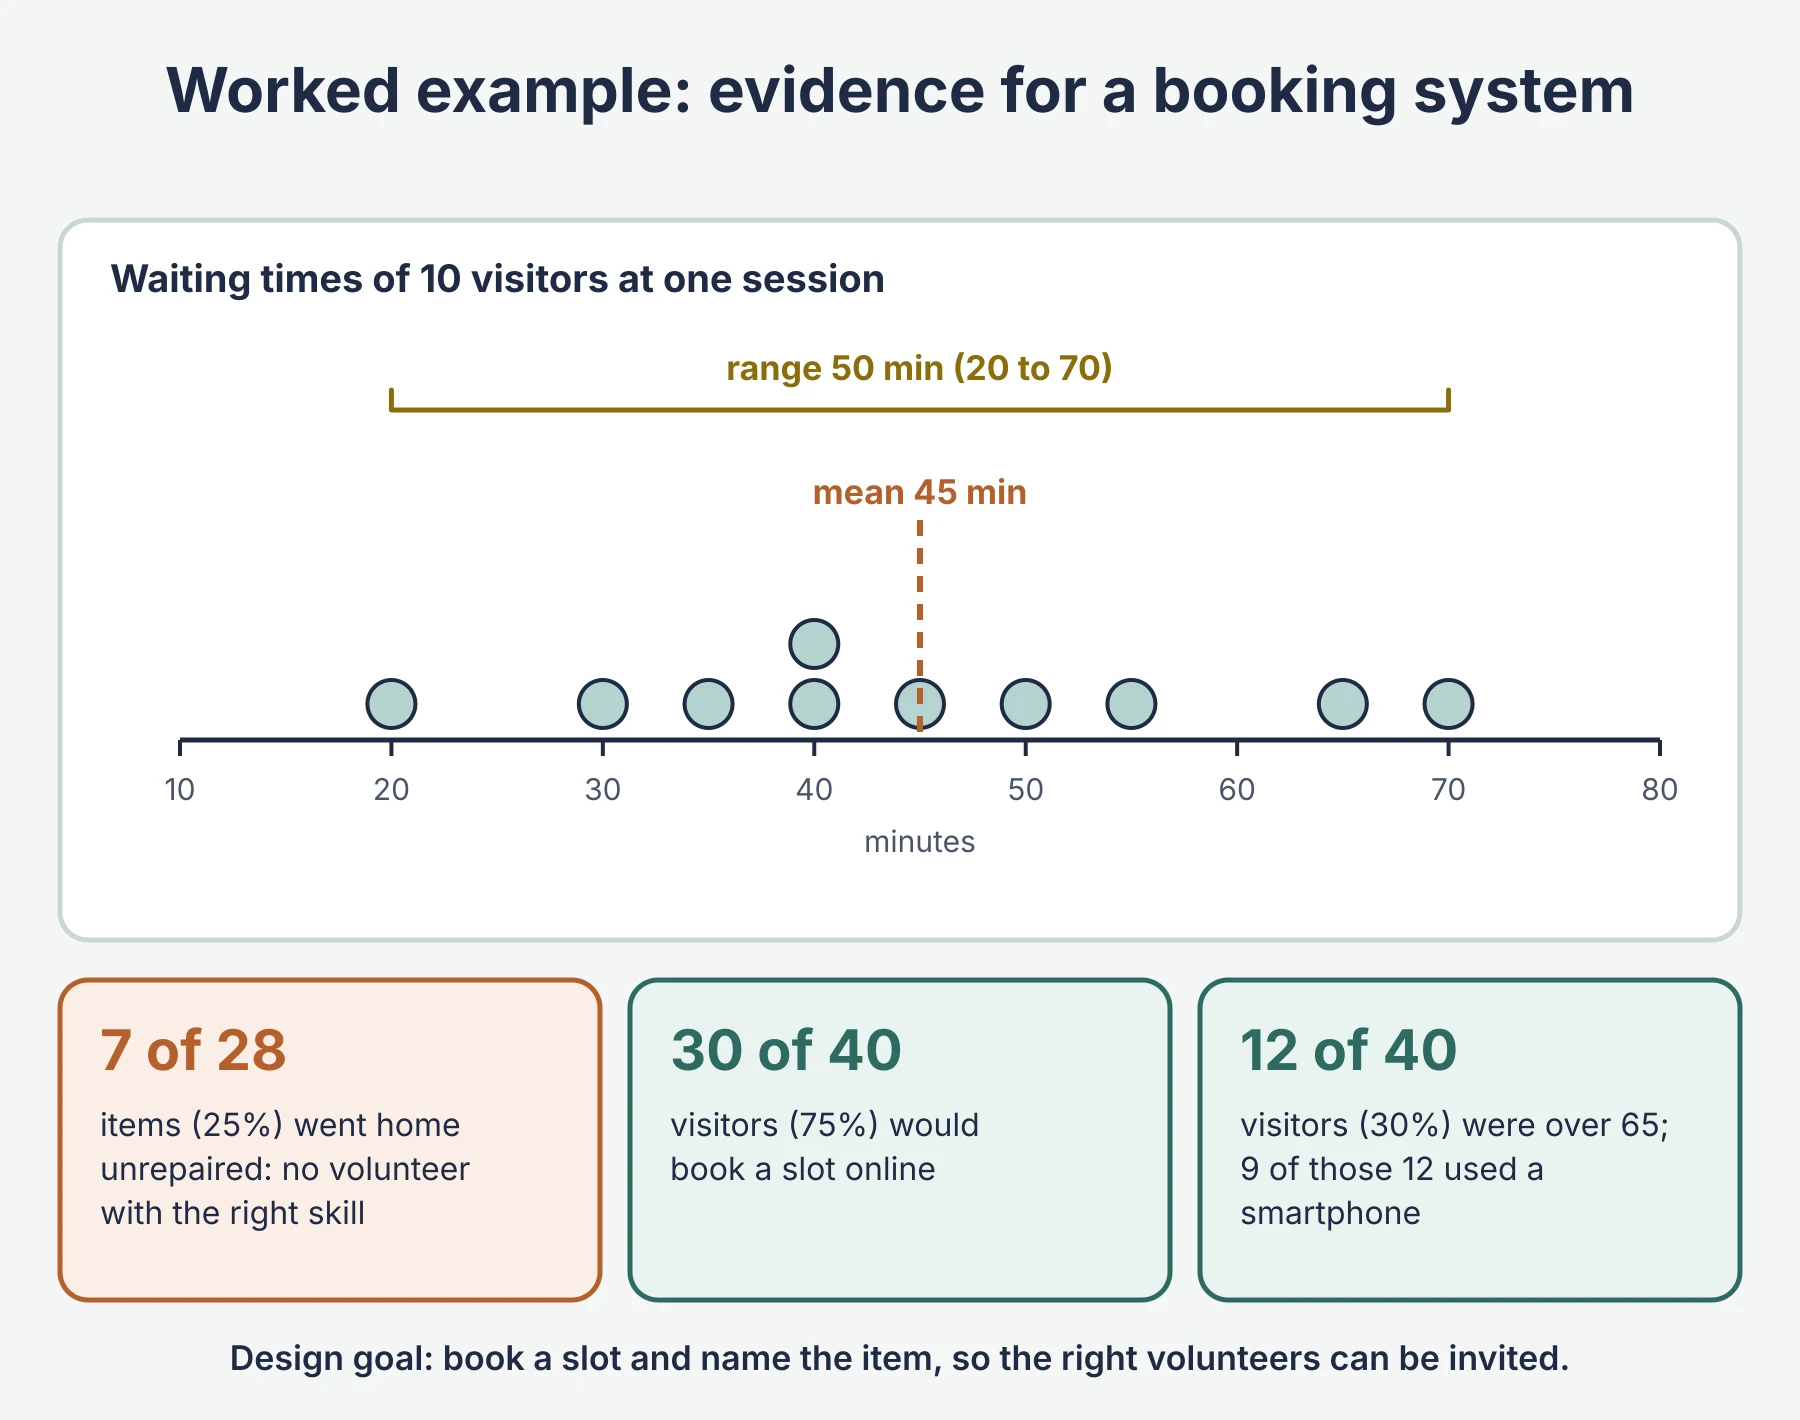 Worked example: evidence for a booking system
Waiting times of 10 visitors at one session
range 50 min (20 to 70)
mean 45 min
10 20 30 40 50 60 70 80
minutes
7 of 28
items (25%) went home
unrepaired: no volunteer
with the right skill
30 of 40
visitors (75%) would
book a slot online
12 of 40
visitors (30%) were over 65;
9 of those 12 used a
smartphone
Design goal: book a slot and name the item, so the right volunteers can be invited.